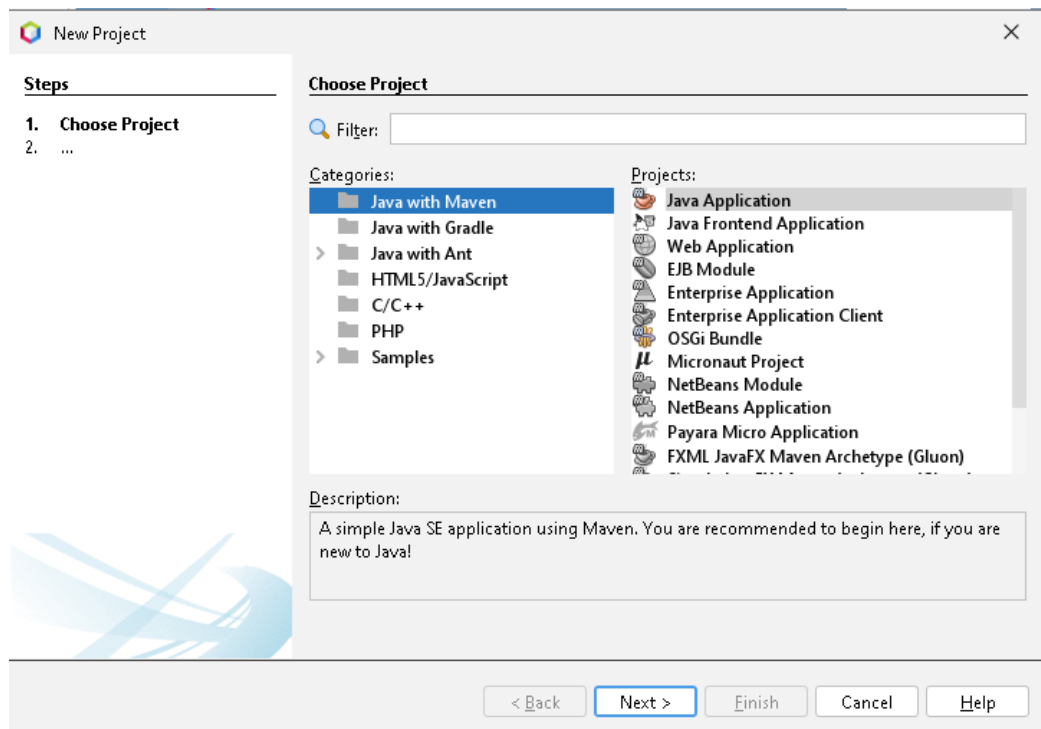 New Project
Steps
1. Choose Project
2. ...
Choose Project
Filter:
Categories:
Java with Maven
Java with Gradle
Java with Ant
HTML5/JavaScript
C/C++
PHP
Samples
Projects:
Java Application
Java Frontend Application
Web Application
EJB Module
Enterprise Application
Enterprise Application Client
OSGi Bundle
Micronaut Project
NetBeans Module
NetBeans Application
Payara Micro Application
FXML JavaFX Maven Archetype (Gluon)
Description:
A simple Java SE application using Maven. You are recommended to begin here, if you are
new to Java!
< Back
Next >
Finish
Cancel
Help